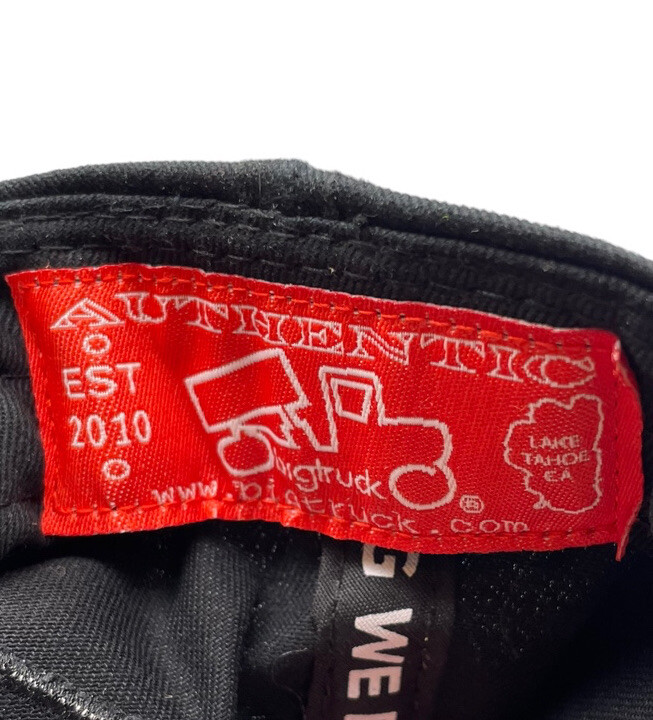 AUTHENTIC
EST
2010
bigtruck
®
LAKE
TAHOE
CA
www.bigtruck.com
G WE